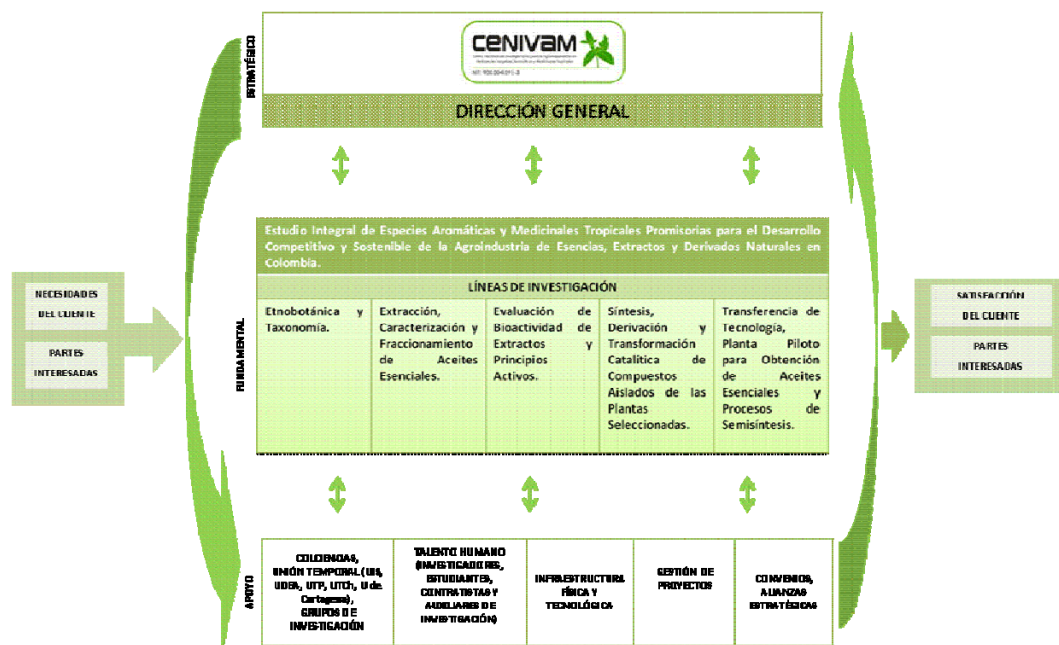 ESTRATÉGICO
CENIVAM
DIRECCIÓN GENERAL
Estudio Integral de Especies Aromáticas y Medicinales Tropicales Promisorias para el Desarrollo
Competitivo y Sostenible de la Agroindustria de Esencias, Extractos y Derivados Naturales en
Colombia.
LÍNEAS DE INVESTIGACIÓN
NECESIDADES
DEL CLIENTE
PARTES
INTERESADAS
FUNDAMENTAL
Etnobotánica y
Taxonomía.
Extracción,
Caracterización y
Fraccionamiento
de Aceites
Esenciales.
Evaluación de
Bioactividad de
Extractos y
Principios
Activos.
Síntesis,
Derivación y
Transformación
Catalítica de
Compuestos
Aislados de las
Plantas
Seleccionadas.
Transferencia de
Tecnología,
Planta Piloto
para Obtención
de Aceites
Esenciales y
Procesos de
Semisíntesis.
SATISFACCIÓN
DEL CLIENTE
PARTES
INTERESADAS
APOYO
COLCIENCIAS,
UNIÓN TEMPORAL (UIS,
UDEA, UTP, UTCh, U de
Cartagena),
GRUPOS DE
INVESTIGACIÓN
TALENTO HUMANO
(INVESTIGADORES,
ESTUDIANTES,
CONTRATISTAS Y
AUXILIARES DE
INVESTIGACIÓN)
INFRAESTRUCTURA
FÍSICA Y
TECNOLÓGICA
GESTIÓN DE
PROYECTOS
CONVENIOS,
ALIANZAS
ESTRATÉGICAS